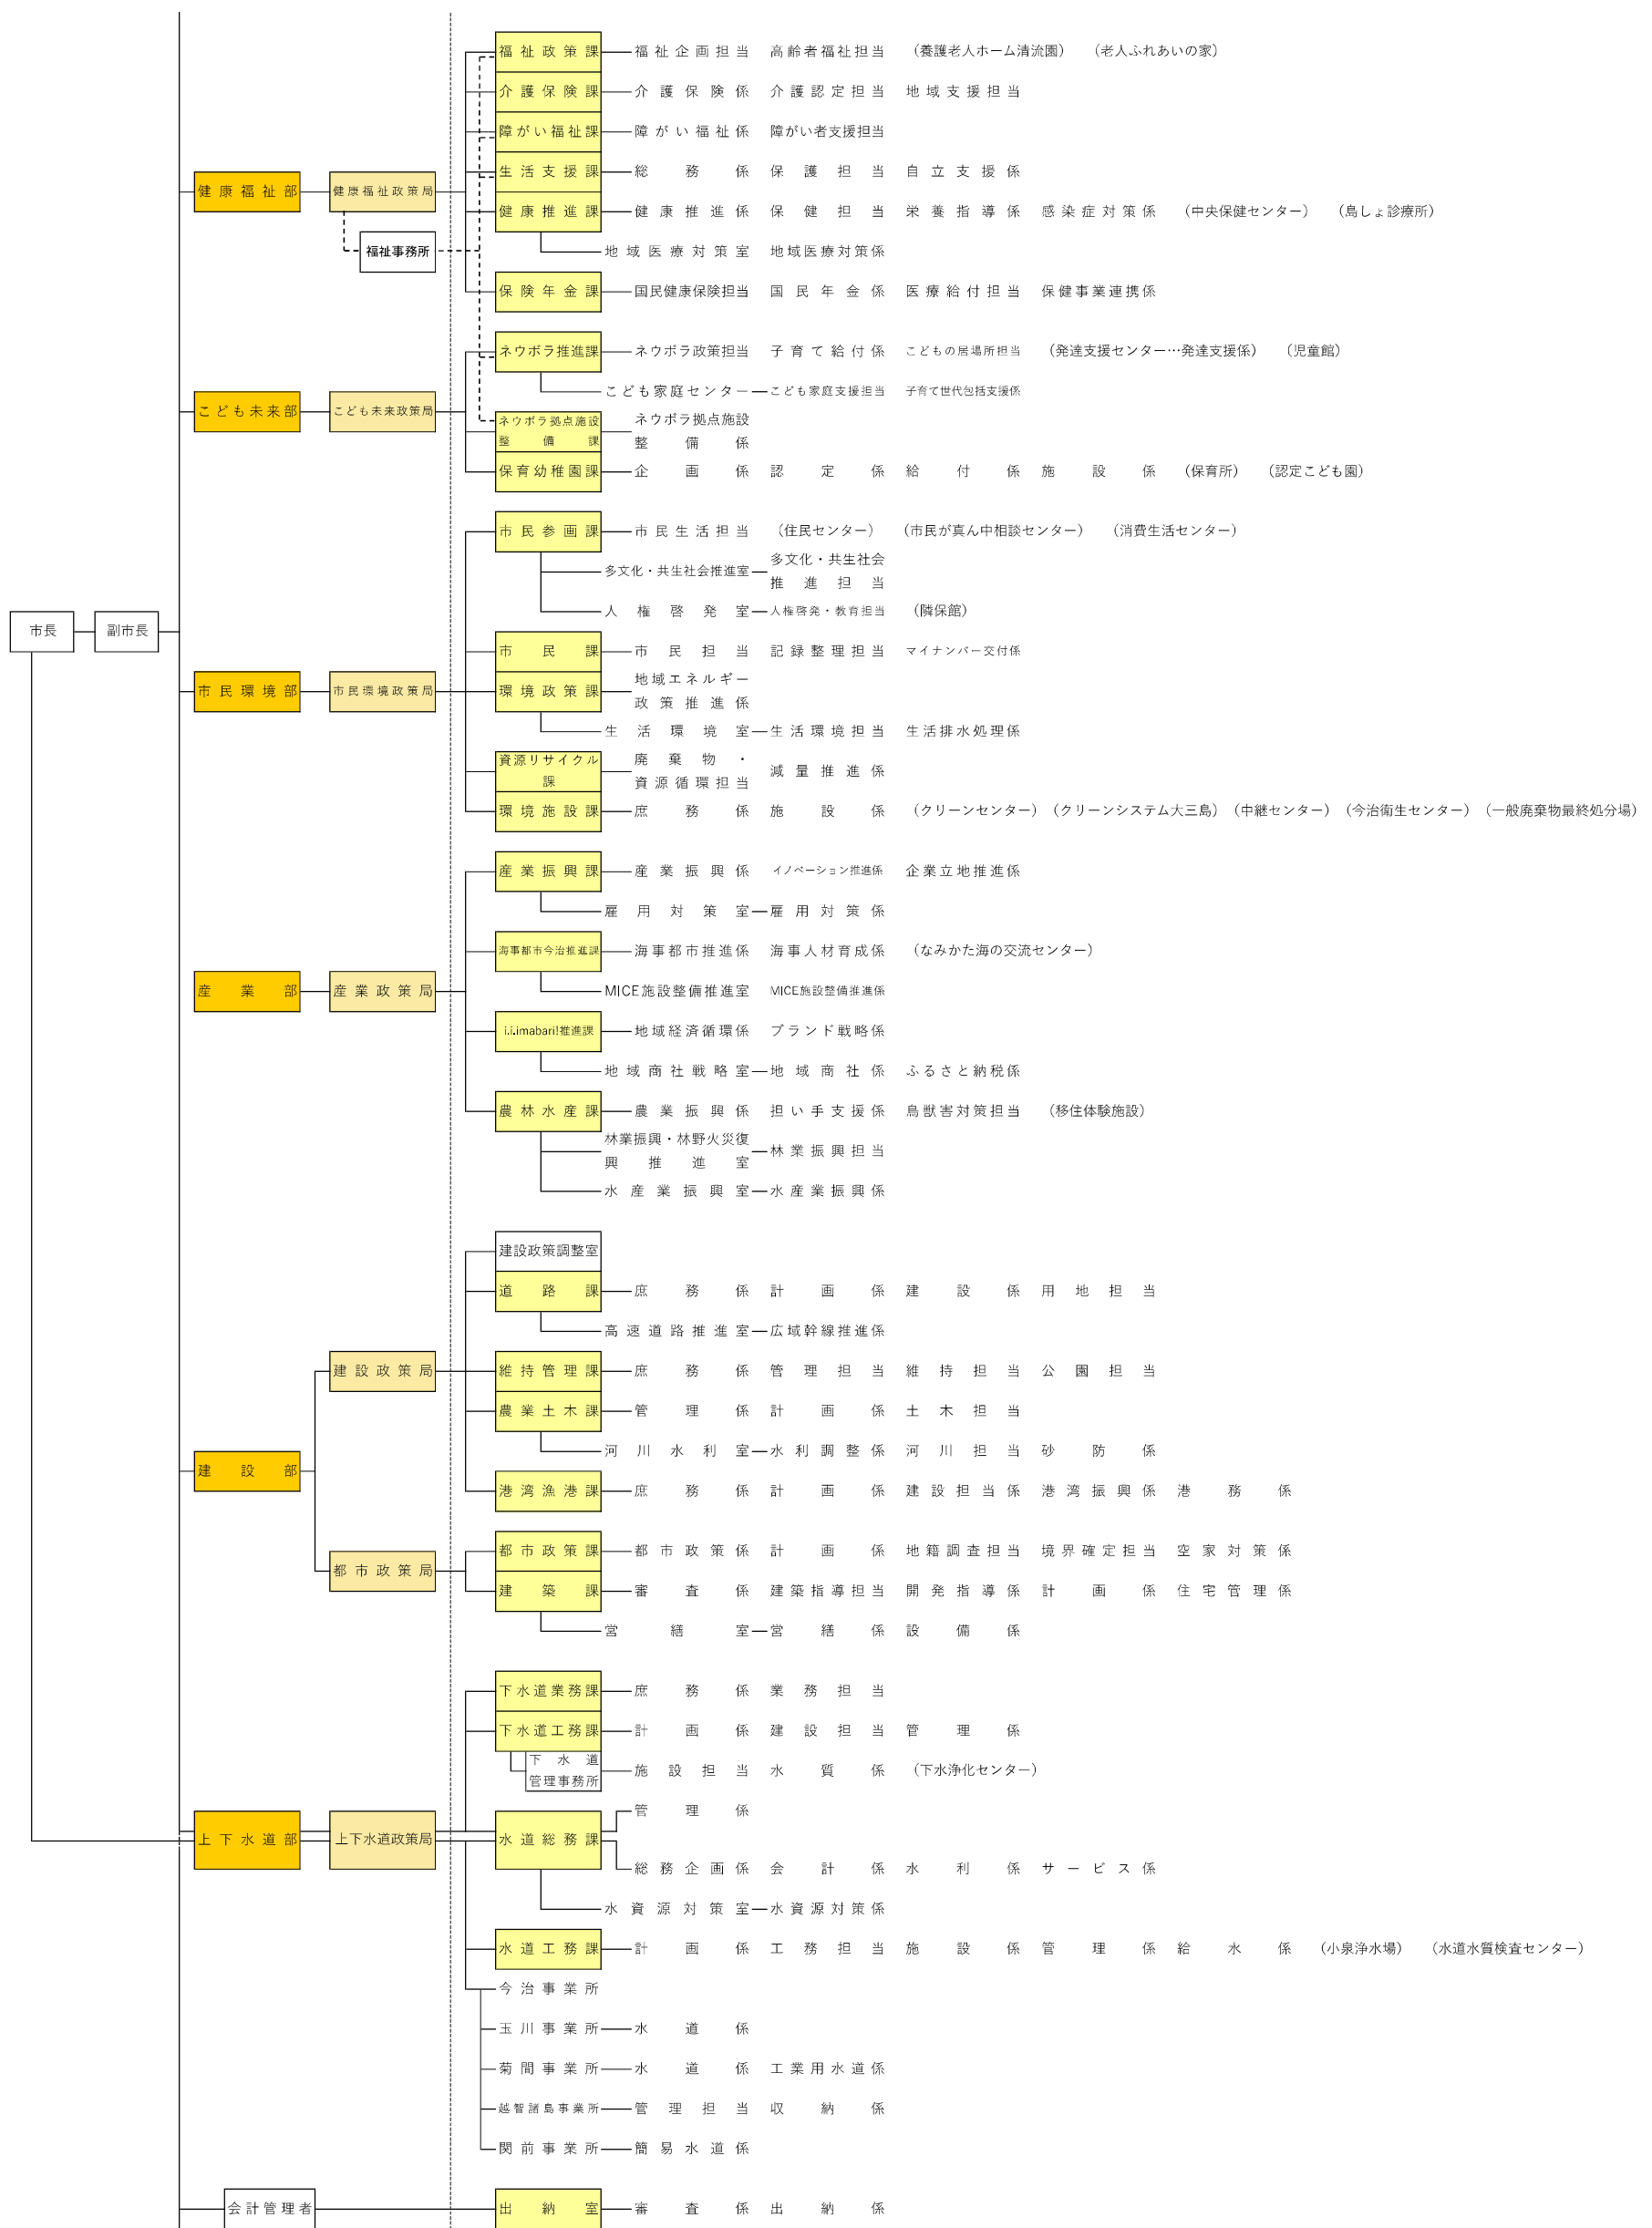 福祉政策課 福祉企画担当 高齢者福祉担当 （養護老人ホーム清流園） （老人ふれあいの家）
介護保険課 介護保険係 介護認定担当 地域支援担当
障がい福祉課 障がい福祉係 障がい者支援担当
生活支援課 総務係 保護担当 自立支援係
健康福祉部 健康福祉政策局
健康推進課 健康推進係 保健担当 栄養指導係 感染症対策係 （中央保健センター） （島しょ診療所）
福祉事務所 地域医療対策室 地域医療対策係
保険年金課 国民健康保険担当 国民年金係 医療給付担当 保健事業連携係
ネウボラ推進課 ネウボラ政策担当 子育て給付係 こどもの居場所担当 （発達支援センター…発達支援係） （児童館）
こども家庭センター こども家庭支援担当 子育て世代包括支援係
こども未来部 こども未来政策局
ネウボラ拠点施設 ネウボラ拠点施設
整備課 整備係
保育幼稚園課 企画係 認定係 給付係 施設係 （保育所） （認定こども園）
市民参画課 市民生活担当 （住民センター） （市民が真ん中相談センター） （消費生活センター）
多文化・共生社会推進室 多文化・共生社会
推進担当
人権啓発室 人権啓発・教育担当 （隣保館）
市長 副市長
市民課 市民担当 記録整理担当 マイナンバー交付係
市民環境部 市民環境政策局 環境政策課 地域エネルギー
政策推進係
生活環境室 生活環境担当 生活排水処理係
資源リサイクル 廃棄物・
課 資源循環担当 減量推進係
環境施設課 庶務係 施設係 （クリーンセンター） （クリーンシステム大三島） （中継センター） （今治衛生センター） （一般廃棄物最終処分場）
産業振興課 産業振興係 イノベーション推進係 企業立地推進係
雇用対策室 雇用対策係
海事都市今治推進課 海事都市推進係 海事人材育成係 （なみかた海の交流センター）
産業部 産業政策局 MICE施設整備推進室 MICE施設整備推進係
i.i.imabari!推進課 地域経済循環係 ブランド戦略係
地域商社戦略室 地域商社係 ふるさと納税係
農林水産課 農業振興係 担い手支援係 鳥獣害対策担当 （移住体験施設）
林業振興・林野火災復
興推進室 林業振興担当
水産業振興室 水産業振興係
建設政策調整室
道路課 庶務係 計画係 建設係 用地担当
高速道路推進室 広域幹線推進係
建設政策局 維持管理課 庶務係 管理担当 維持担当 公園担当
農業土木課 管理係 計画係 土木担当
河川水利室 水利調整係 河川担当 砂防係
建設部
港湾漁港課 庶務係 計画係 建設担当係 港湾振興係 港務係
都市政策課 都市政策係 計画係 地籍調査担当 境界確定担当 空家対策係
都市政策局
建築課 審査係 建築指導担当 開発指導係 計画係 住宅管理係
営繕室 営繕係 設備係
下水道業務課 庶務係 業務担当
下水道工務課 計画係 建設担当 管理係
下水道
管理事務所 施設担当 水質係 （下水浄化センター）
管理係
上下水道部 上下水道政策局 水道総務課
総務企画係 会計係 水利係 サービス係
水資源対策室 水資源対策係
水道工務課 計画係 工務担当 施設係 管理係 給水係 （小泉浄水場） （水道水質検査センター）
今治事業所
玉川事業所 水道係
菊間事業所 水道係 工業用水道係
越智諸島事業所 管理担当 収納係
関前事業所 簡易水道係
会計管理者 出納室 審査係 出納係